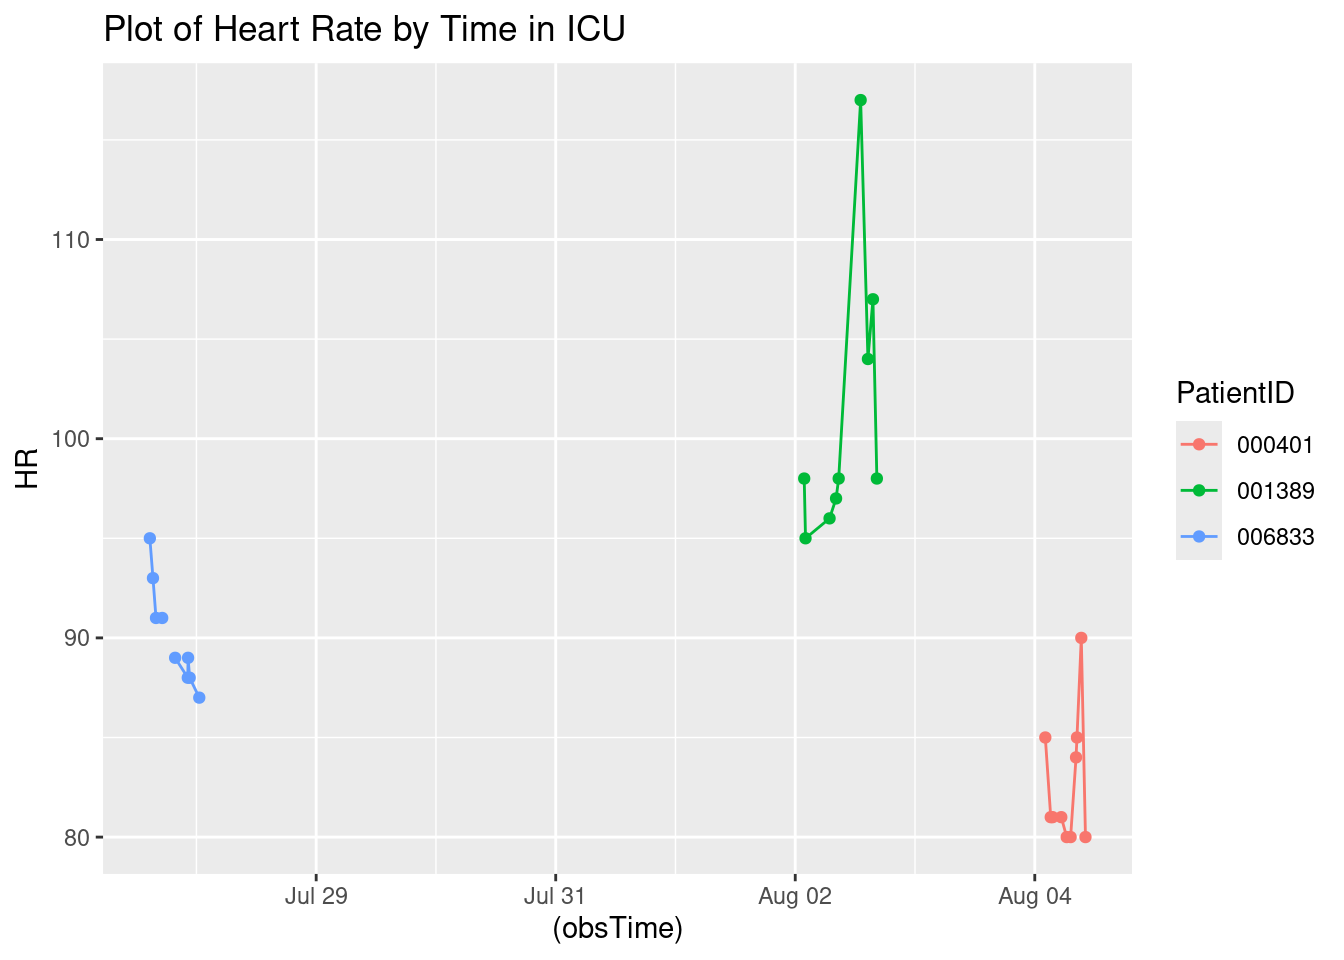 Plot of Heart Rate by Time in ICU
HR
110
100
90
80
Jul 29
Jul 31
Aug 02
Aug 04
(obsTime)
PatientID
000401
001389
006833